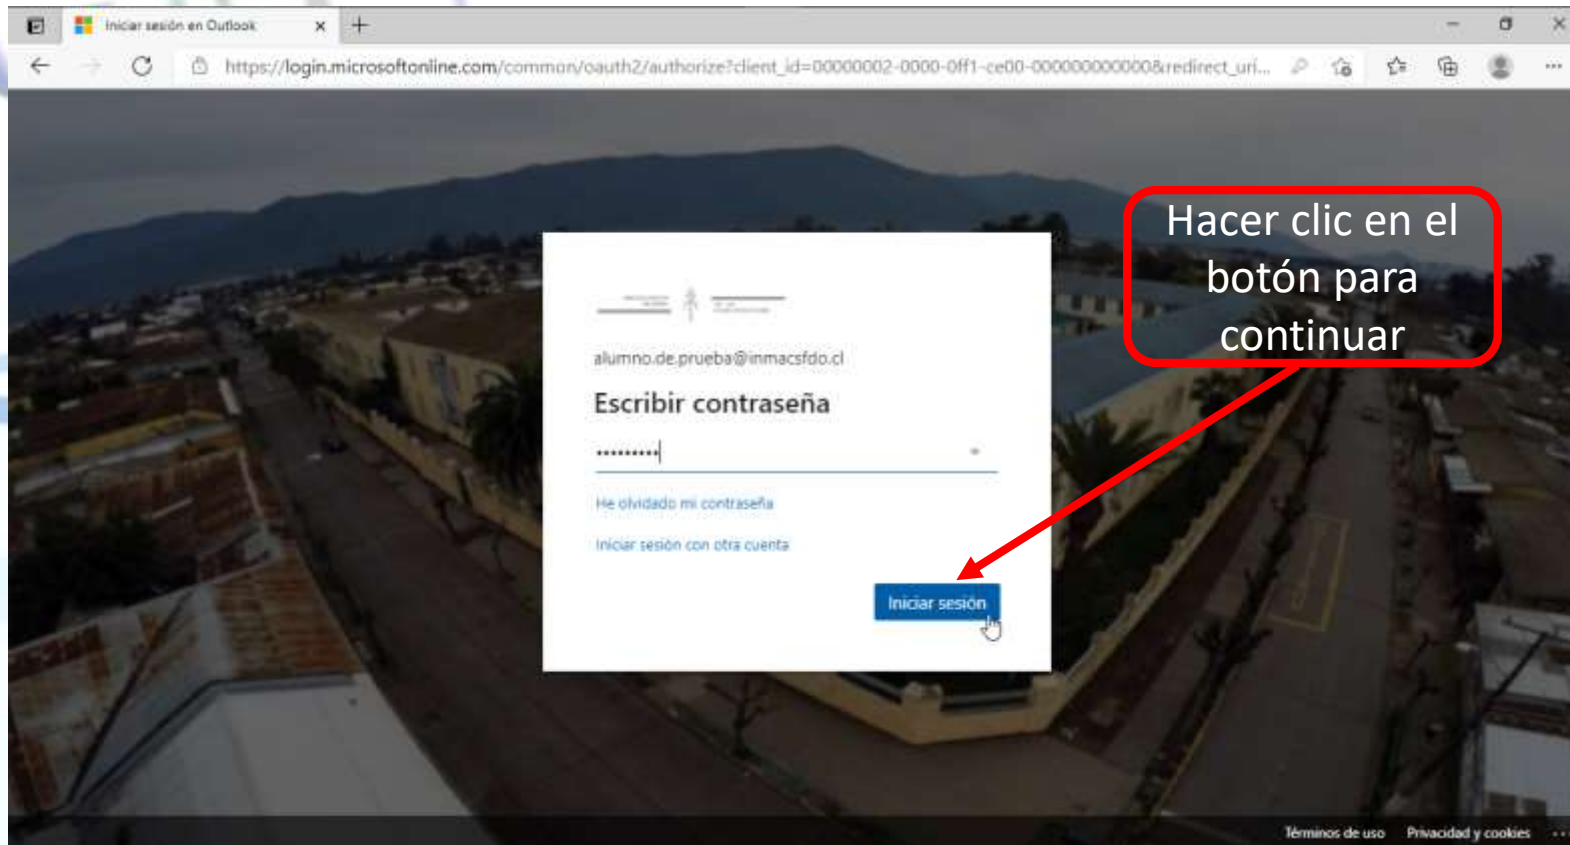 Iniciar sesión en Outlook
https://login.microsoftonline.com/common/oauth2/authorize?client_id=00000002-0000-0ff1-ce00-000000000000&redirect_uri...
Hacer clic en el
botón para
continuar
alumno.de.prueba@inmacsfdo.cl
Escribir contraseña
•••••••••
He olvidado mi contraseña
Iniciar sesión con otra cuenta
Iniciar sesión
Términos de uso Privacidad y cookies ...